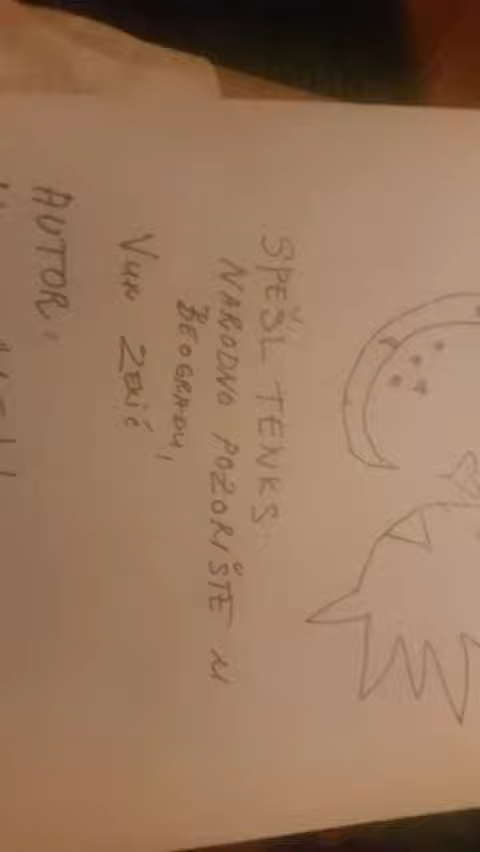 SPEŠL TENKS:
NARODNO POZORIŠTE U
BEOGRADU,
VUK ZEKIĆ
AUTOR,